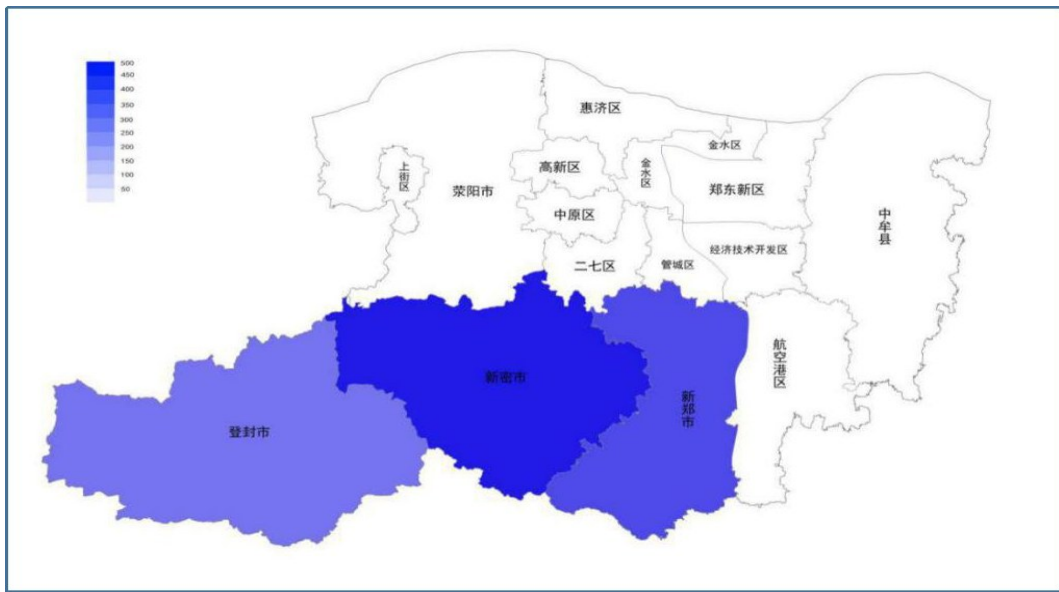 500
450
350
300
250
200
150
100
50
惠济区
金水区
高新区
金水区
上街区
荥阳市
郑东新区
中原区
中牟县
二七区
管城区
经济技术开发区
航空港区
新密市
新郑市
登封市